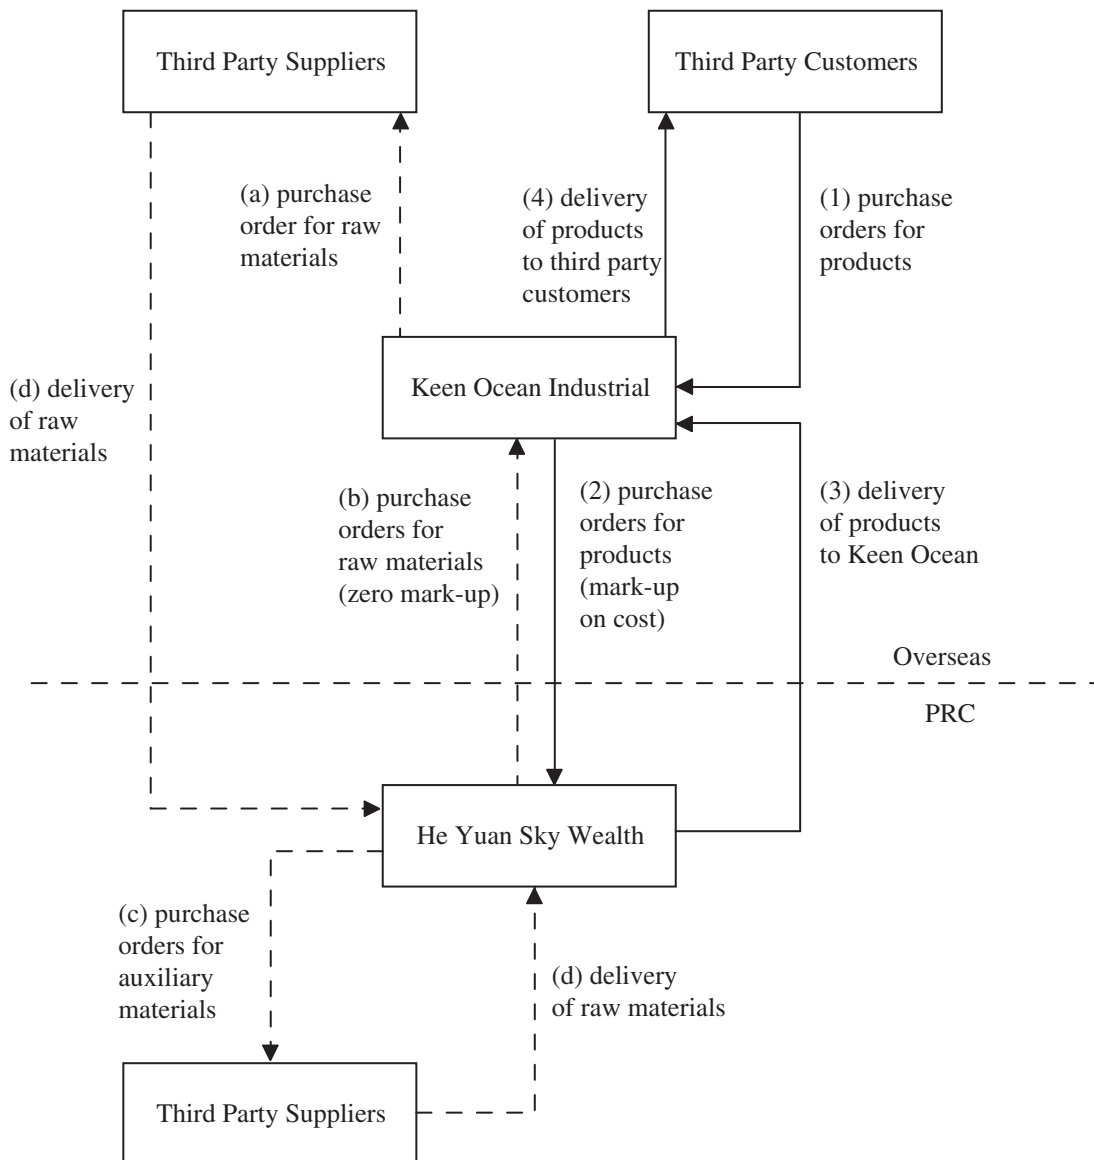 Third Party Suppliers
Third Party Customers
(a) purchase
order for raw
materials
(4) delivery
of products
to third party
customers
(1) purchase
orders for
products
Keen Ocean Industrial
(d) delivery
of raw
materials
(b) purchase
orders for
raw materials
(zero mark-up)
(2) purchase
orders for
products
(mark-up
on cost)
(3) delivery
of products
to Keen Ocean
Overseas
PRC
He Yuan Sky Wealth
(c) purchase
orders for
auxiliary
materials
(d) delivery
of raw materials
Third Party Suppliers